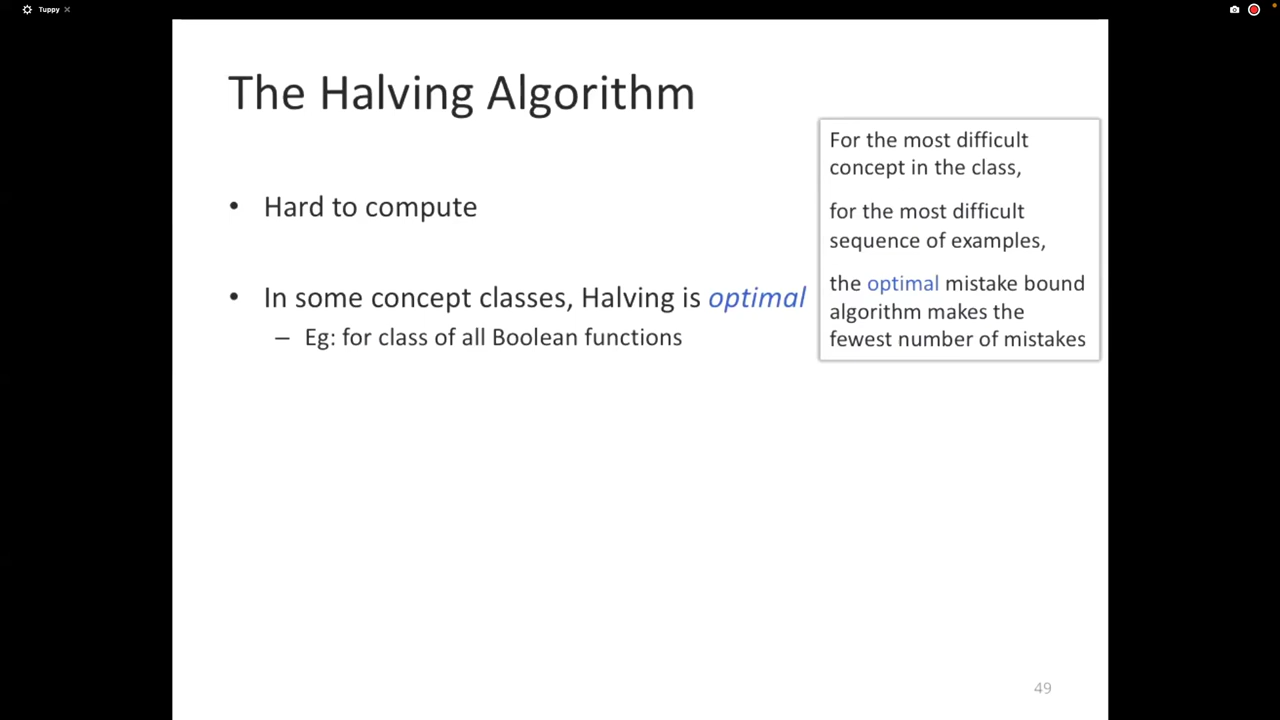 Tuppy
The Halving Algorithm
• Hard to compute
• In some concept classes, Halving is optimal
– Eg: for class of all Boolean functions
For the most difficult
concept in the class,
for the most difficult
sequence of examples,
the optimal mistake bound
algorithm makes the
fewest number of mistakes
49